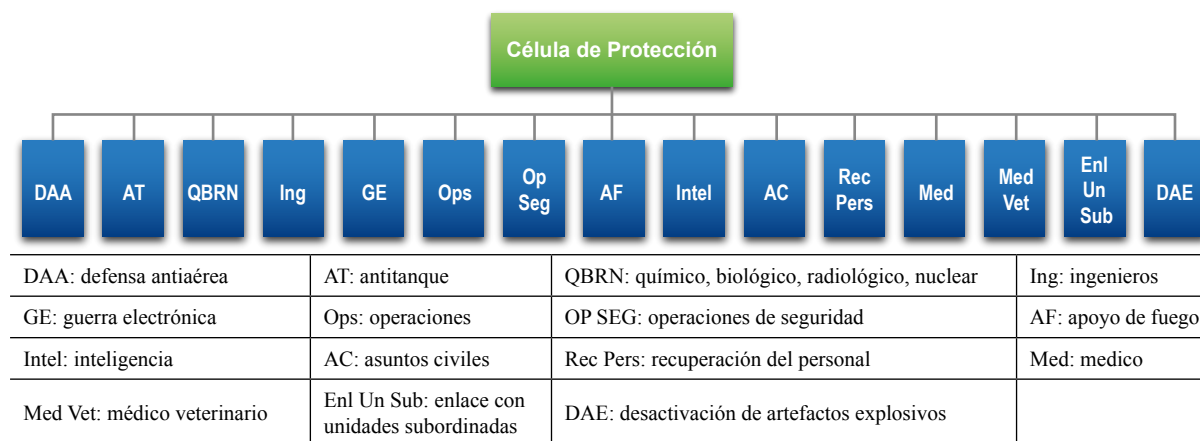 Célula de Protección
DAA
AT
QBRN
Ing
GE
Ops
Op
Seg
AF
Intel
AC
Rec
Pers
Med
Med
Vet
Enl
Un
Sub
DAE
DAA: defensa antiaérea
AT: antitanque
QBRN: químico, biológico, radiológico, nuclear
Ing: ingenieros
GE: guerra electrónica
Ops: operaciones
OP SEG: operaciones de seguridad
AF: apoyo de fuego
Intel: inteligencia
AC: asuntos civiles
Rec Pers: recuperación del personal
Med: medico
Med Vet: médico veterinario
Enl Un Sub: enlace con
unidades subordinadas
DAE: desactivación de artefactos explosivos